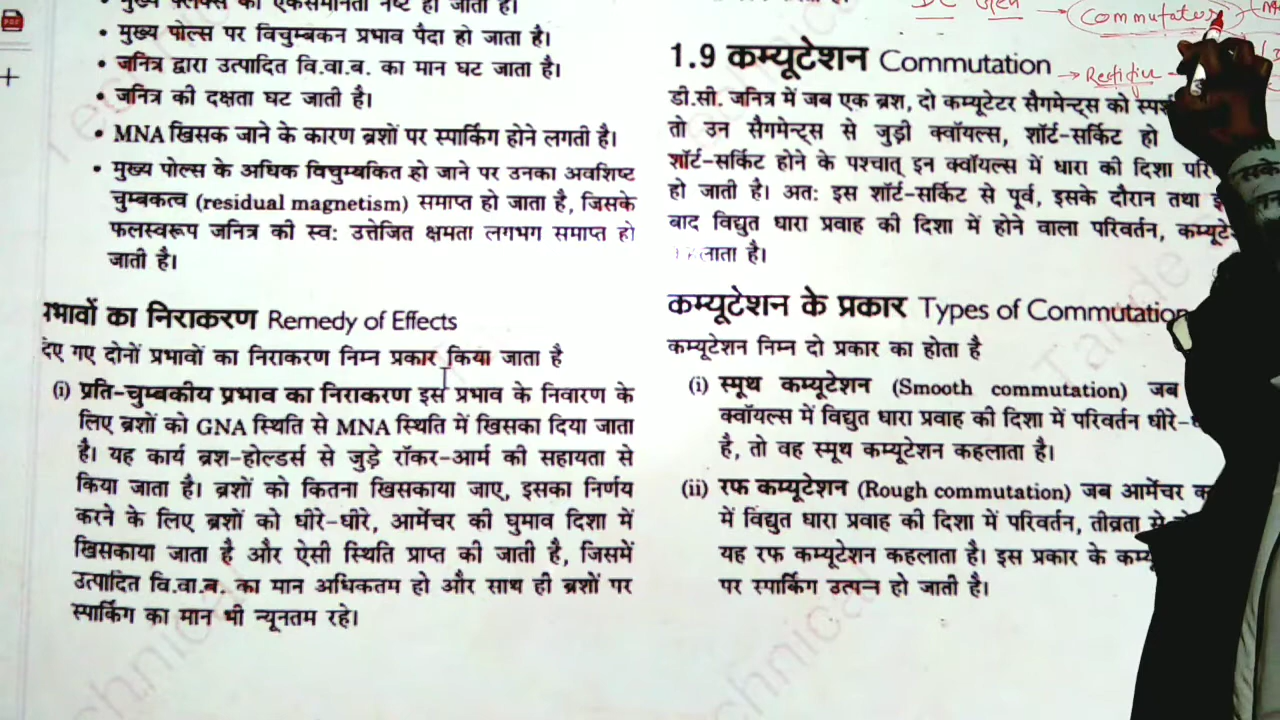 मुख्य फ्लक्स की एकसमानता नष्ट हो जाती है।
• मुख्य पोल्स पर विचुम्बकन प्रभाव पैदा हो जाता है।
• जनित्र द्वारा उत्पादित वि.वा.ब. का मान घट जाता है।
• जनित्र की दक्षता घट जाती है।
• MNA खिसक जाने के कारण ब्रशों पर स्पार्किंग होने लगती है।
• मुख्य पोल्स के अधिक विचुम्बकित हो जाने पर उनका अवशिष्ट
चुम्बकत्व (residual magnetism) समाप्त हो जाता है, जिसके
फलस्वरूप जनित्र की स्व: उत्तेजित क्षमता लगभग समाप्त हो
जाती है।
प्रभावों का निराकरण Remedy of Effects
दिए गए दोनों प्रभावों का निराकरण निम्न प्रकार किया जाता है
(i) प्रति-चुम्बकीय प्रभाव का निराकरण इस प्रभाव के निवारण के
लिए ब्रशों को GNA स्थिति से MNA स्थिति में खिसका दिया जाता
है। यह कार्य ब्रश-होल्डर्स से जुड़े रॉकर-आर्म की सहायता से
किया जाता है। ब्रशों को कितना खिसकाया जाए, इसका निर्णय
करने के लिए ब्रशों को धीरे-धीरे, आर्मेचर की घुमाव दिशा में
खिसकाया जाता है और ऐसी स्थिति प्राप्त की जाती है, जिसमें
उत्पादित वि.वा.ब. का मान अधिकतम हो और साथ ही ब्रशों पर
स्पार्किंग का मान भी न्यूनतम रहे।
DC Gen → Commutator
1.9 कम्यूटेशन Commutation
→ Rectifier
डी.सी. जनित्र में जब एक ब्रश, दो कम्यूटेटर सैगमेन्ट्स को
तो उन सैगमेन्ट्स से जुड़ी क्वॉयल्स, शॉर्ट-सर्किट हो
शॉर्ट-सर्किट होने के पश्चात् इन क्वॉयल्स में धारा की दिशा
हो जाती है। अत: इस शॉर्ट-सर्किट से पूर्व, इसके दौरान तथा
बाद विद्युत धारा प्रवाह की दिशा में होने वाला परिवर्तन,
कहलाता है।
कम्यूटेशन के प्रकार Types of Commutation
कम्यूटेशन निम्न दो प्रकार का होता है
(i) स्मूथ कम्यूटेशन (Smooth commutation) जब
क्वॉयल्स में विद्युत धारा प्रवाह की दिशा में परिवर्तन धीरे-
है, तो वह स्मूथ कम्यूटेशन कहलाता है।
(ii) रफ कम्यूटेशन (Rough commutation) जब आर्मेचर
में विद्युत धारा प्रवाह की दिशा में परिवर्तन, तीव्रता से
यह रफ कम्यूटेशन कहलाता है। इस प्रकार के
पर स्पार्किंग उत्पन्न हो जाती है।